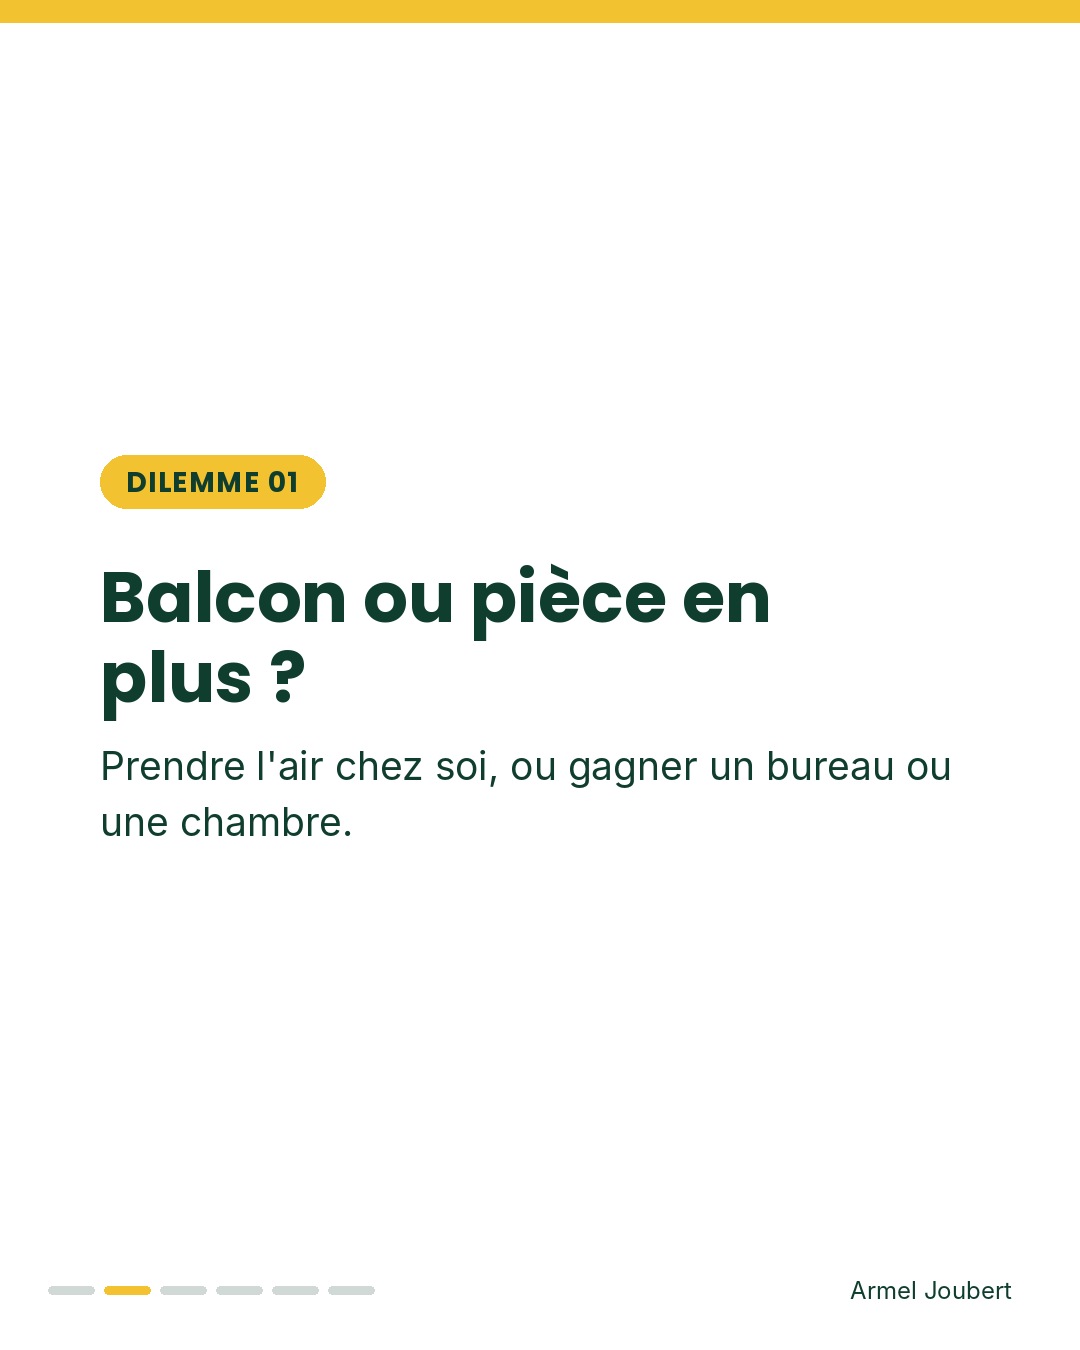 DILEMME 01
Balcon ou pièce en
plus ?
Prendre l'air chez soi, ou gagner un bureau ou
une chambre.
Armel Joubert